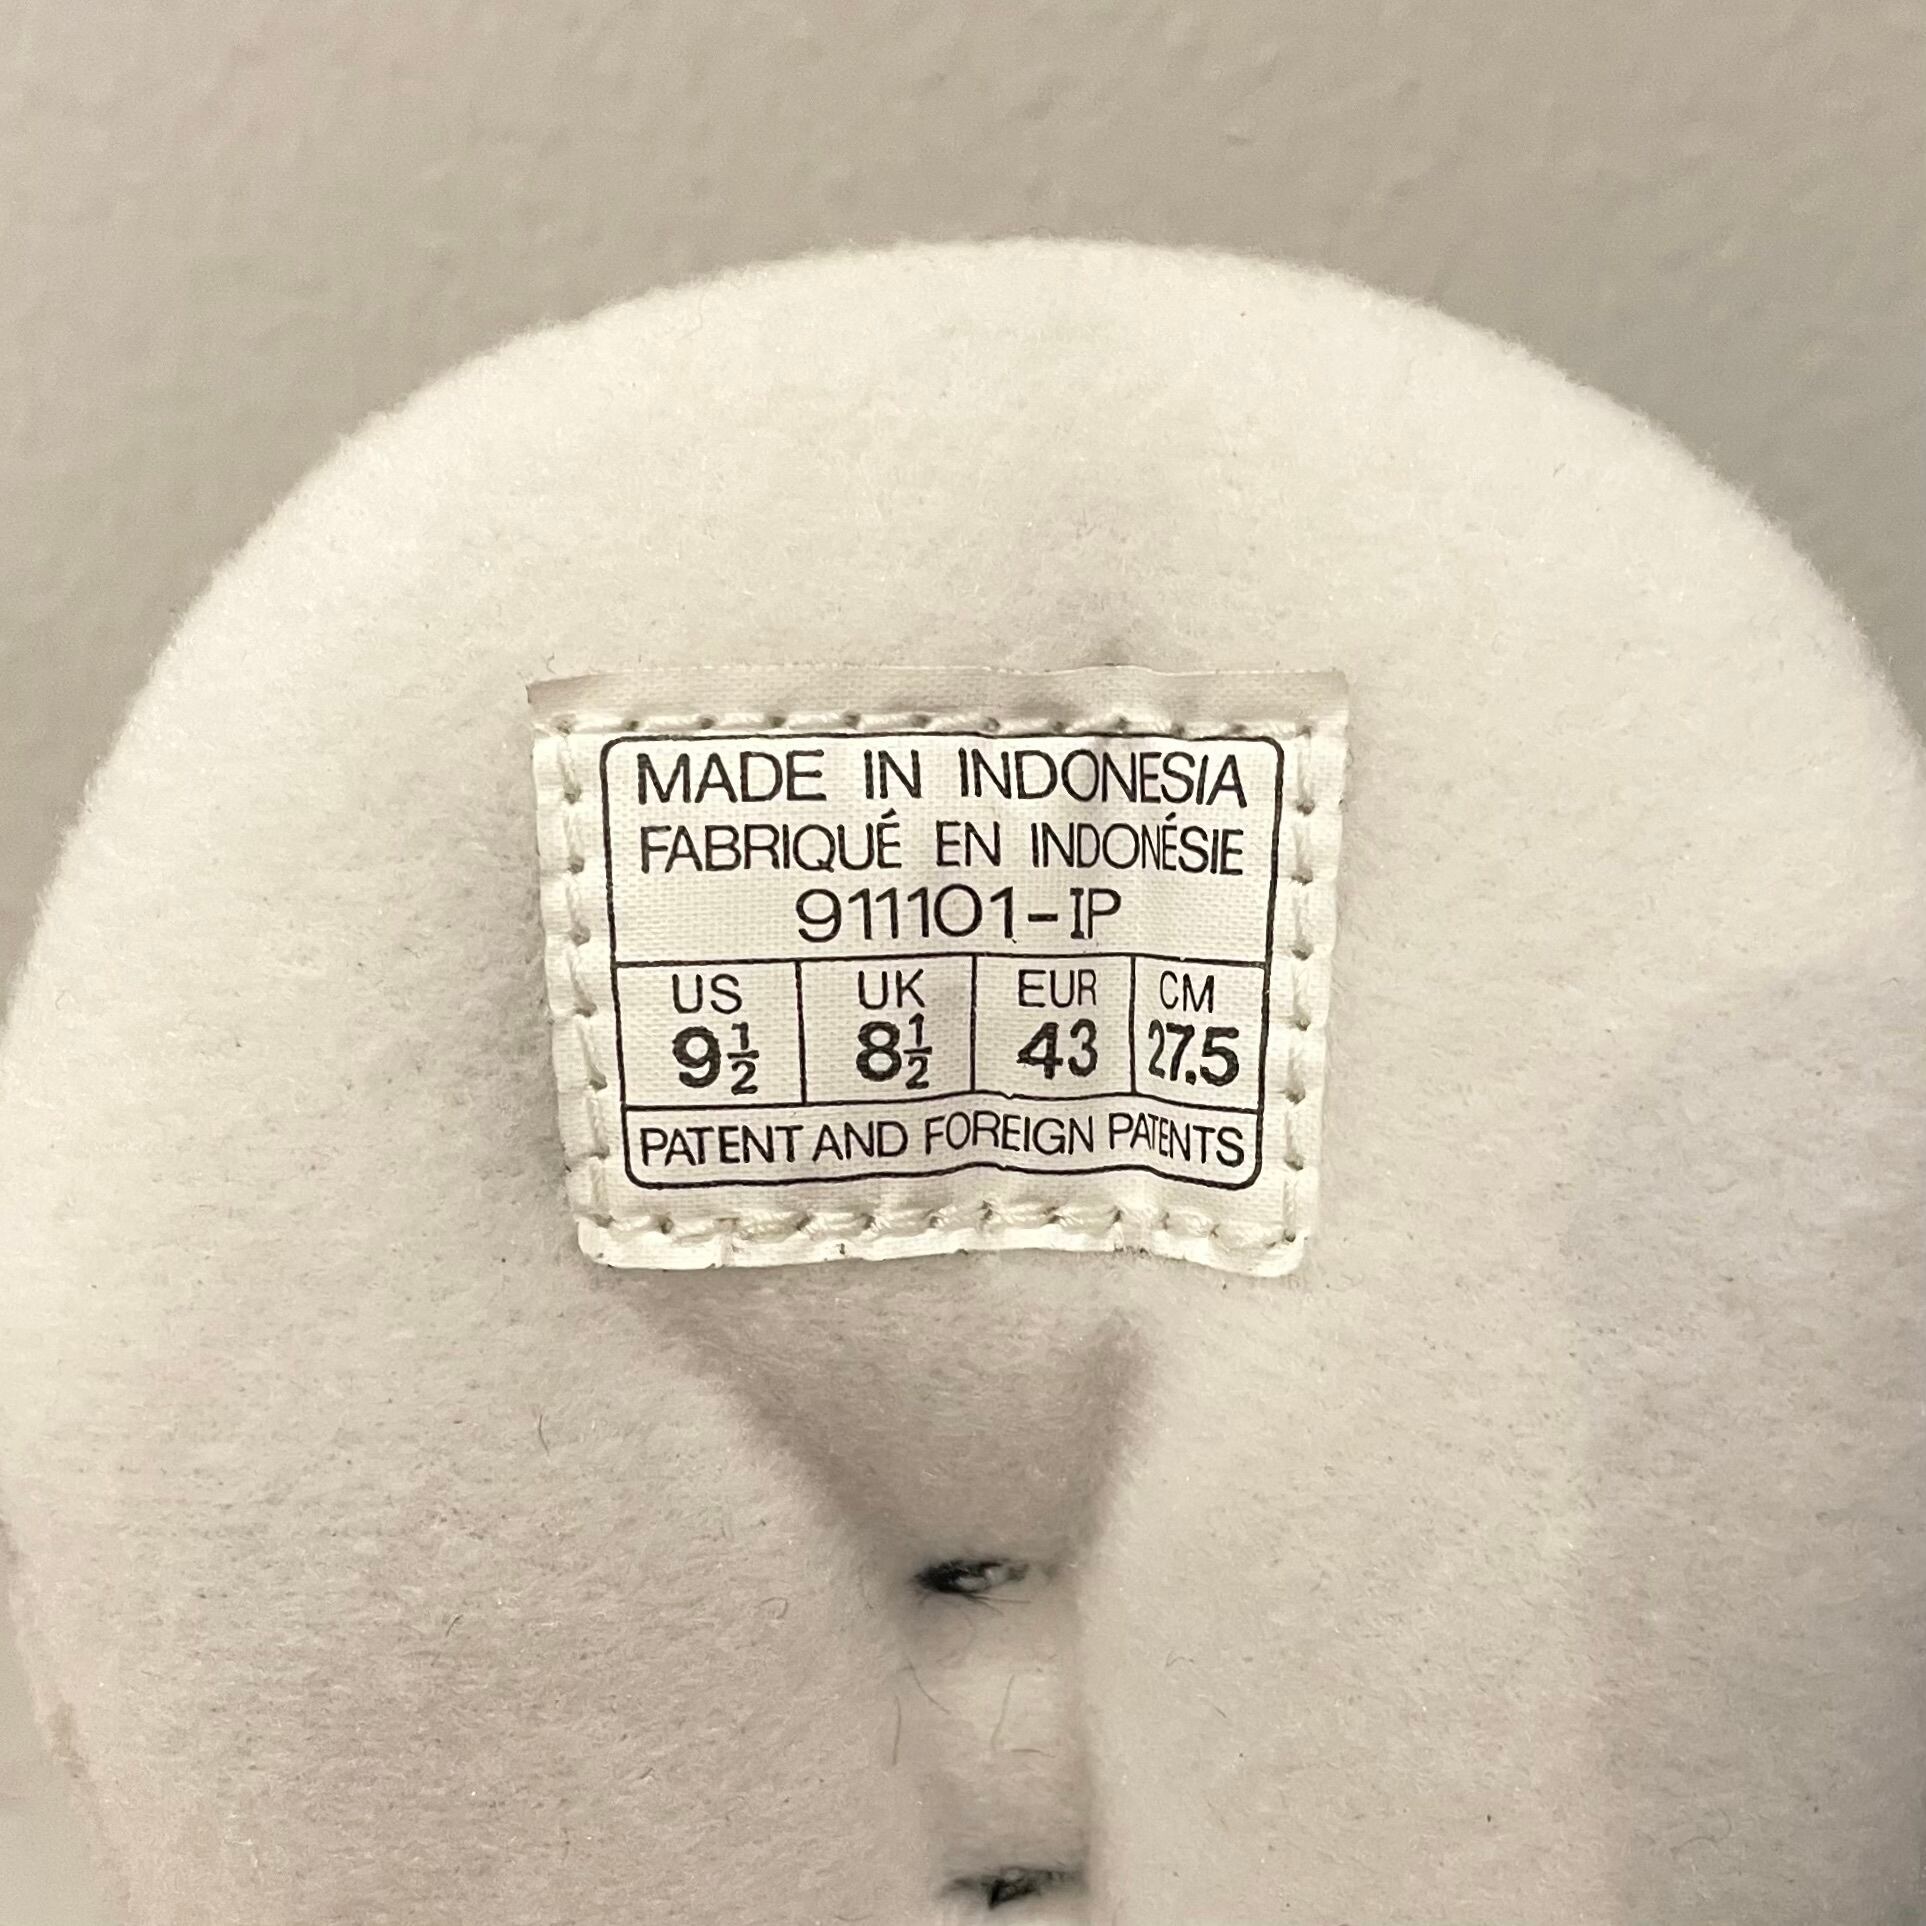 MADE IN INDONESIA
FABRIQUÉ EN INDONÉSIE
911101-IP
US UK EUR CM
9½ 8½ 43 27.5
PATENT AND FOREIGN PATENTS